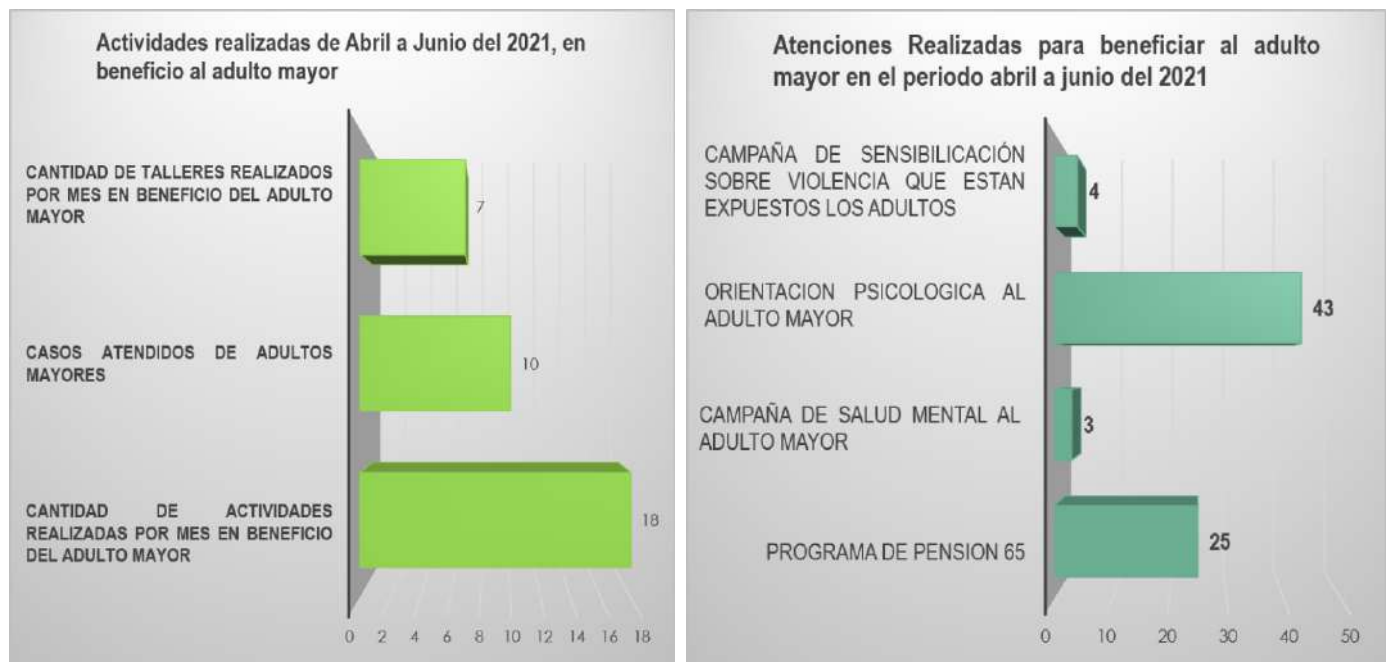 Actividades realizadas de Abril a Junio del 2021, en
beneficio al adulto mayor
CANTIDAD DE TALLERES REALIZADOS
POR MES EN BENEFICIO DEL ADULTO
MAYOR
7
CASOS ATENDIDOS DE ADULTOS
MAYORES
10
CANTIDAD DE ACTIVIDADES
REALIZADAS POR MES EN BENEFICIO
DEL ADULTO MAYOR
18
0 2 4 6 8 10 12 14 16 18
Atenciones Realizadas para beneficiar al adulto
mayor en el periodo abril a junio del 2021
CAMPAÑA DE SENSIBILICACIÓN
SOBRE VIOLENCIA QUE ESTAN
EXPUESTOS LOS ADULTOS
4
ORIENTACION PSICOLOGICA AL
ADULTO MAYOR
43
CAMPAÑA DE SALUD MENTAL AL
ADULTO MAYOR
3
PROGRAMA DE PENSION 65
25
0 10 20 30 40 50